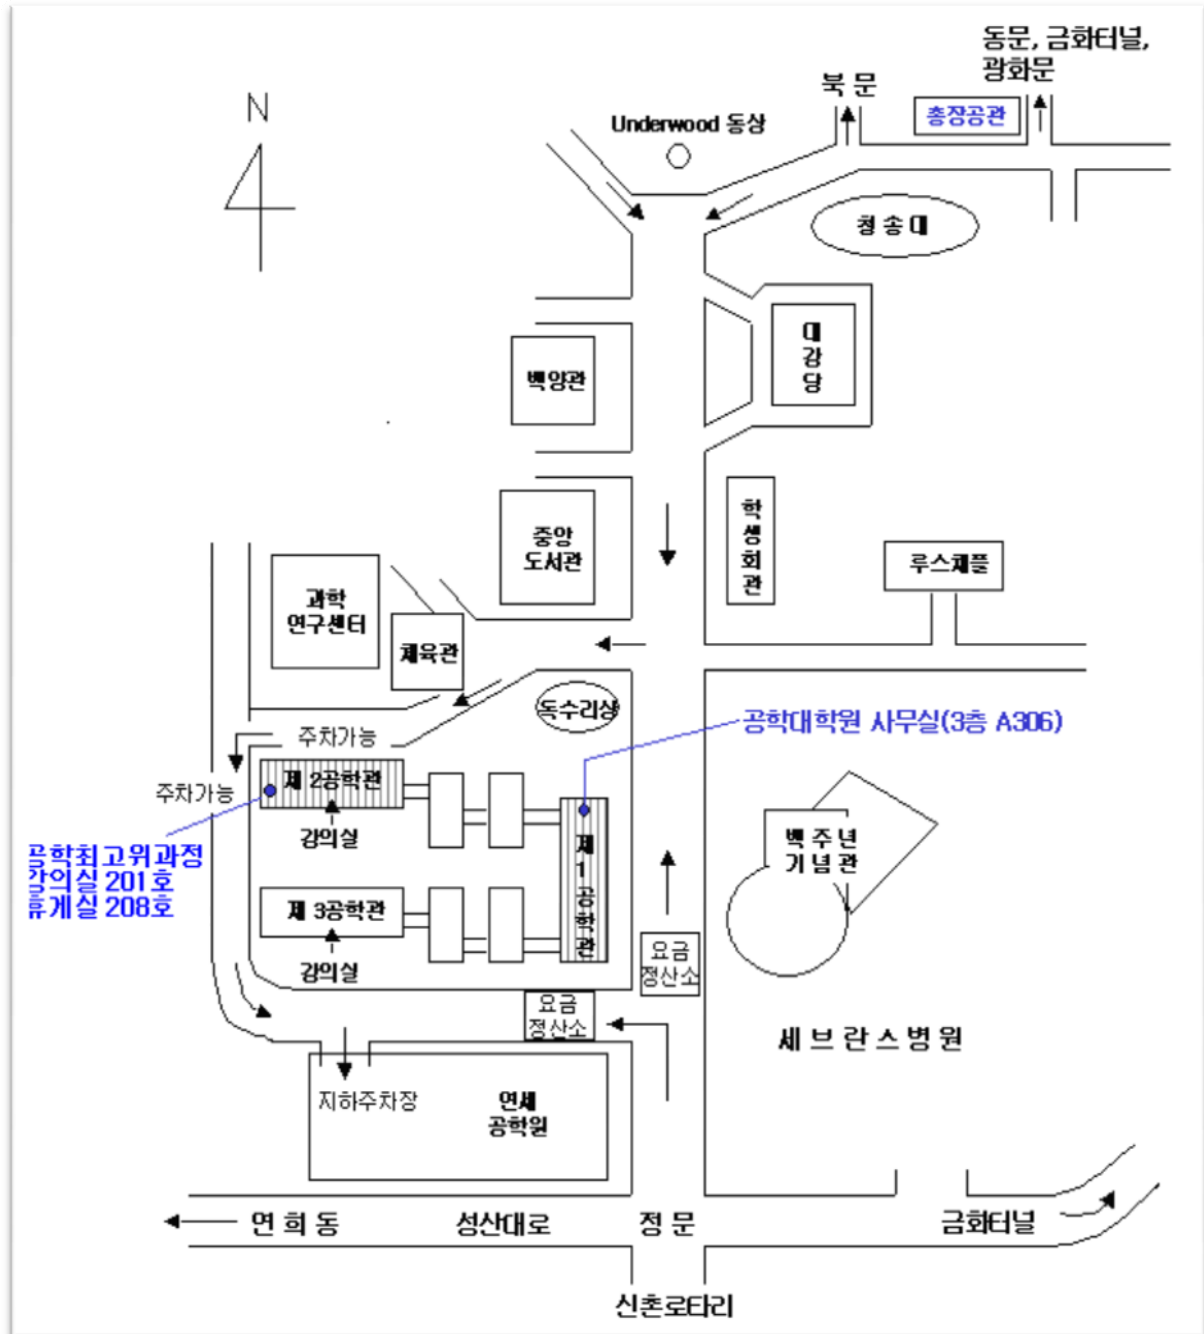 동문, 금화터널,
광화문
북 문
총장공관
N
Underwood 동상
청 송 대
대
강
당
백양관
학
생
회
관
중앙
도서관
루스채플
과학
연구센터
체육관
독수리상
공학대학원 사무실(3층 A306)
주차가능
제 2공학관
주차가능
강의실
제
1
공
학
관
백 주 년
기 념 관
공학최고위과정
강의실 201호
휴게실 208호
제 3공학관
강의실
요금
정산소
요금
정산소
세 브 란 스 병 원
지하주차장
연세
공학원
연 희 동
성산대로
정 문
금화터널
신촌로타리